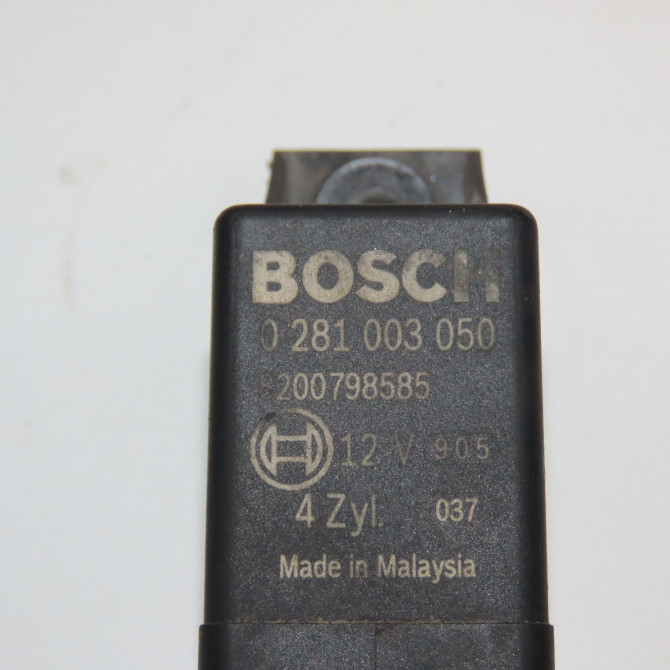 BOSCH
0 281 003 050
8200798585
12 V 905
4 Zyl. 037
Made in Malaysia